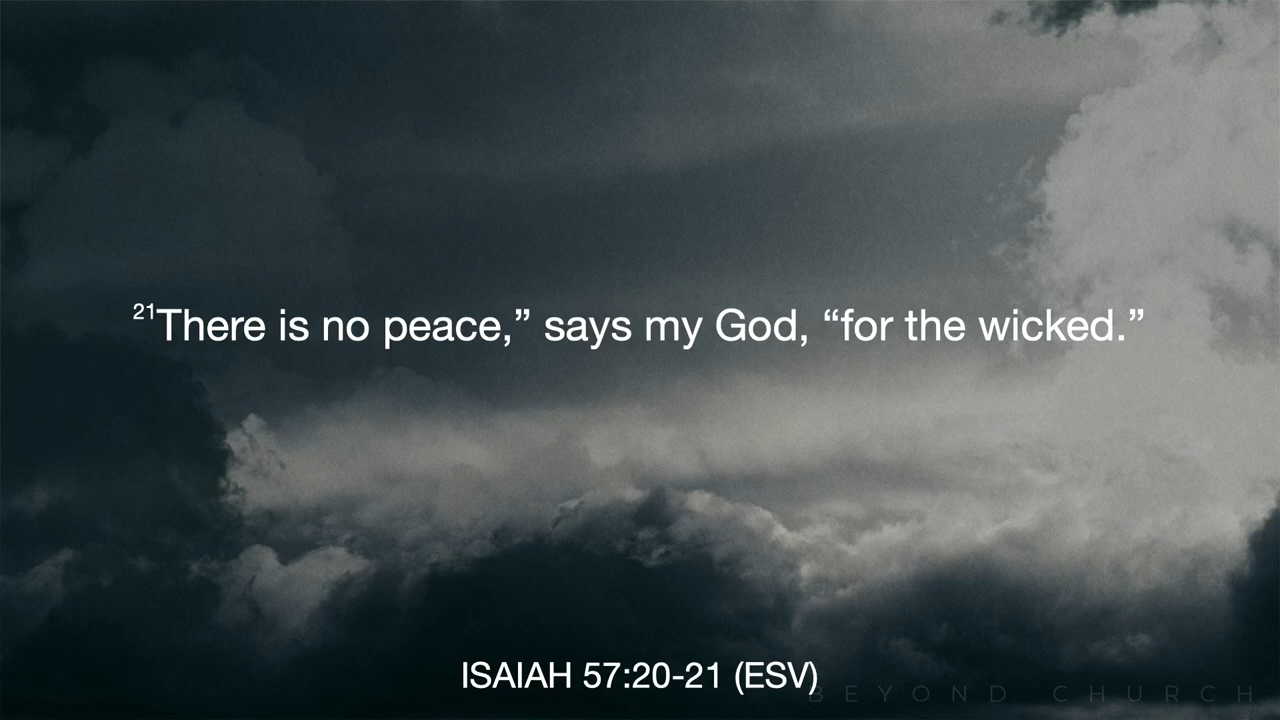 ²¹There is no peace,” says my God, “for the wicked.”
ISAIAH 57:20-21 (ESV)
BEYOND CHURCH